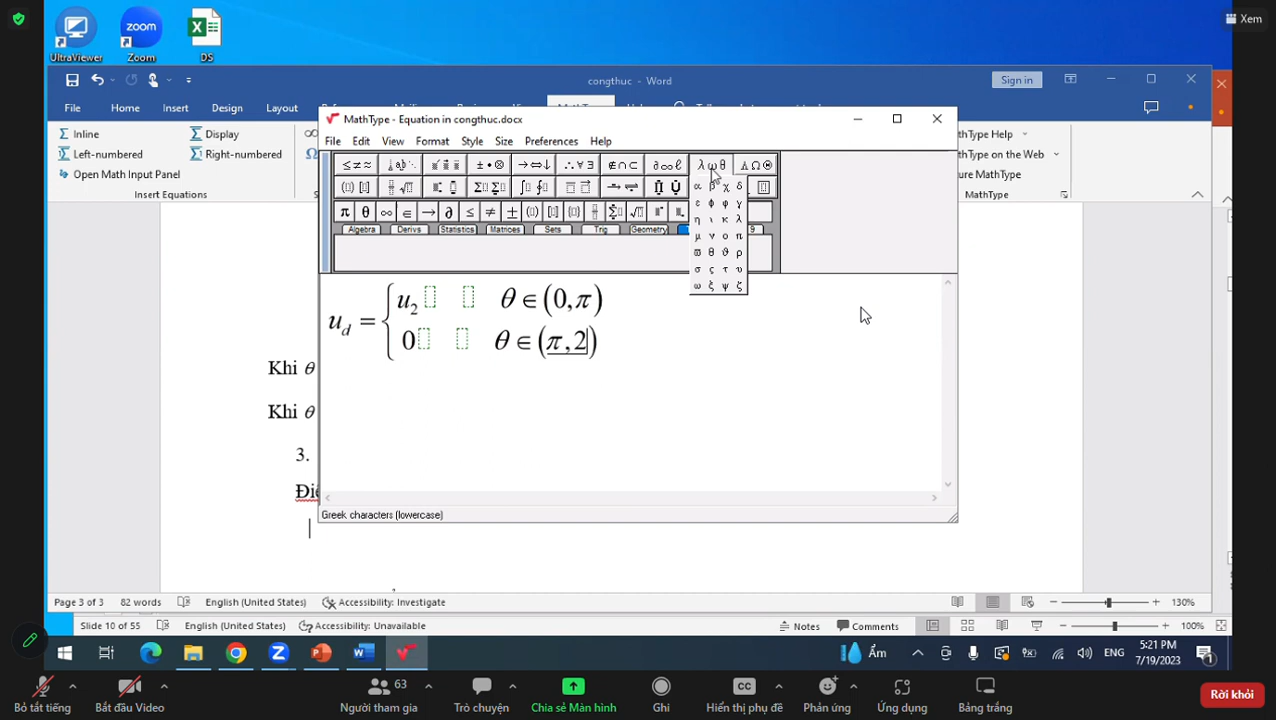 Xem
UltraViewer
Zoom
DS
congthuc - Word
Sign in
File
Home
Insert
Design
Layout
Inline
Display
Left-numbered
Right-numbered
Open Math Input Panel
Insert Equations
MathType - Equation in congthuc.docx
File Edit View Format Style Size Preferences Help
≤ ≠ ≈
± • ⊗
→ ⇔ ↓
∴ ∀ ∃
∉ ∩ ⊂
∂ ∞ ℓ
λ ω θ
Λ Ω Θ
π θ ∞ ∈ → ∂ ≤ ≠ ±
Algebra Derivs Statistics Matrices Sets Trig Geometry
9
α β χ δ
ε ϕ φ γ
η ι κ λ
μ ν ο π
ϖ θ ϑ ρ
σ ς τ υ
ω ξ ψ ζ
u_d = { u_2 θ ∈ (0, π)
0 θ ∈ (π, 2)
Greek characters (lowercase)
MathType
Khi θ
Khi θ
3.
Page 3 of 3
82 words
English (United States)
Accessibility: Investigate
130%
Slide 10 of 55
English (United States)
Accessibility: Unavailable
Notes
Comments
100%
Ẩm
ENG
5:21 PM
7/19/2023
1
Bỏ tắt tiếng
Bắt đầu Video
63
Người tham gia
Trò chuyện
Chia sẻ Màn hình
Ghi
CC
Hiển thị phụ đề
Phản ứng
Ứng dụng
Bảng trắng
Rời khỏi